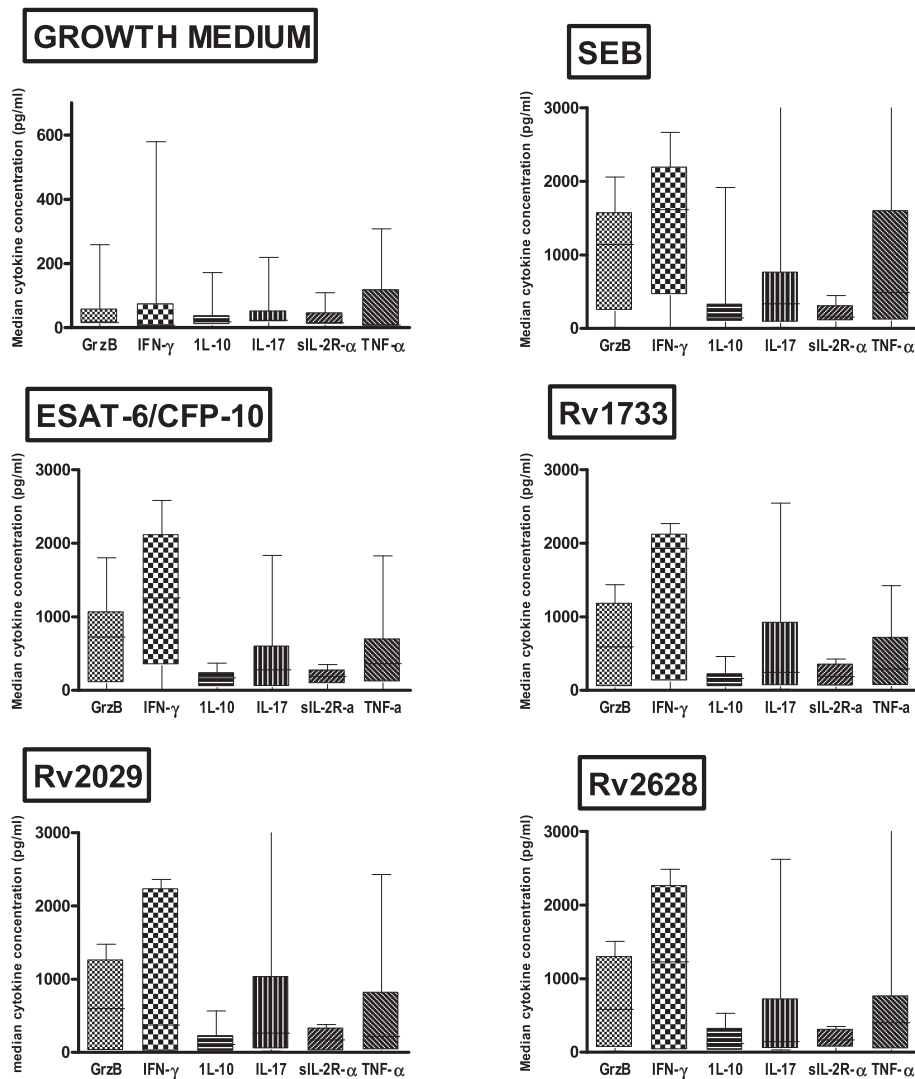 GROWTH MEDIUM
Median cytokine concentration (pg/ml)
600
400
200
0
GrzB IFN-γ 1L-10 IL-17 sIL-2R-α TNF-α
SEB
Median cytokine concentration (pg/ml)
3000
2000
1000
0
GrzB IFN-γ 1L-10 IL-17 sIL-2R-α TNF-α
ESAT-6/CFP-10
Median cytokine concentration (pg/ml)
3000
2000
1000
0
GrzB IFN-γ 1L-10 IL-17 sIL-2R-a TNF-a
Rv1733
Median cytokine concentration (pg/ml)
3000
2000
1000
0
GrzB IFN-γ 1L-10 IL-17 sIL-2R-a TNF-a
Rv2029
median cytokine concentration (pg/ml)
3000
2000
1000
0
GrzB IFN-γ 1L-10 IL-17 sIL-2R-α TNF-α
Rv2628
Median cytokine concentration (pg/ml)
3000
2000
1000
0
GrzB IFN-γ 1L-10 IL-17 sIL-2R-α TNF-α